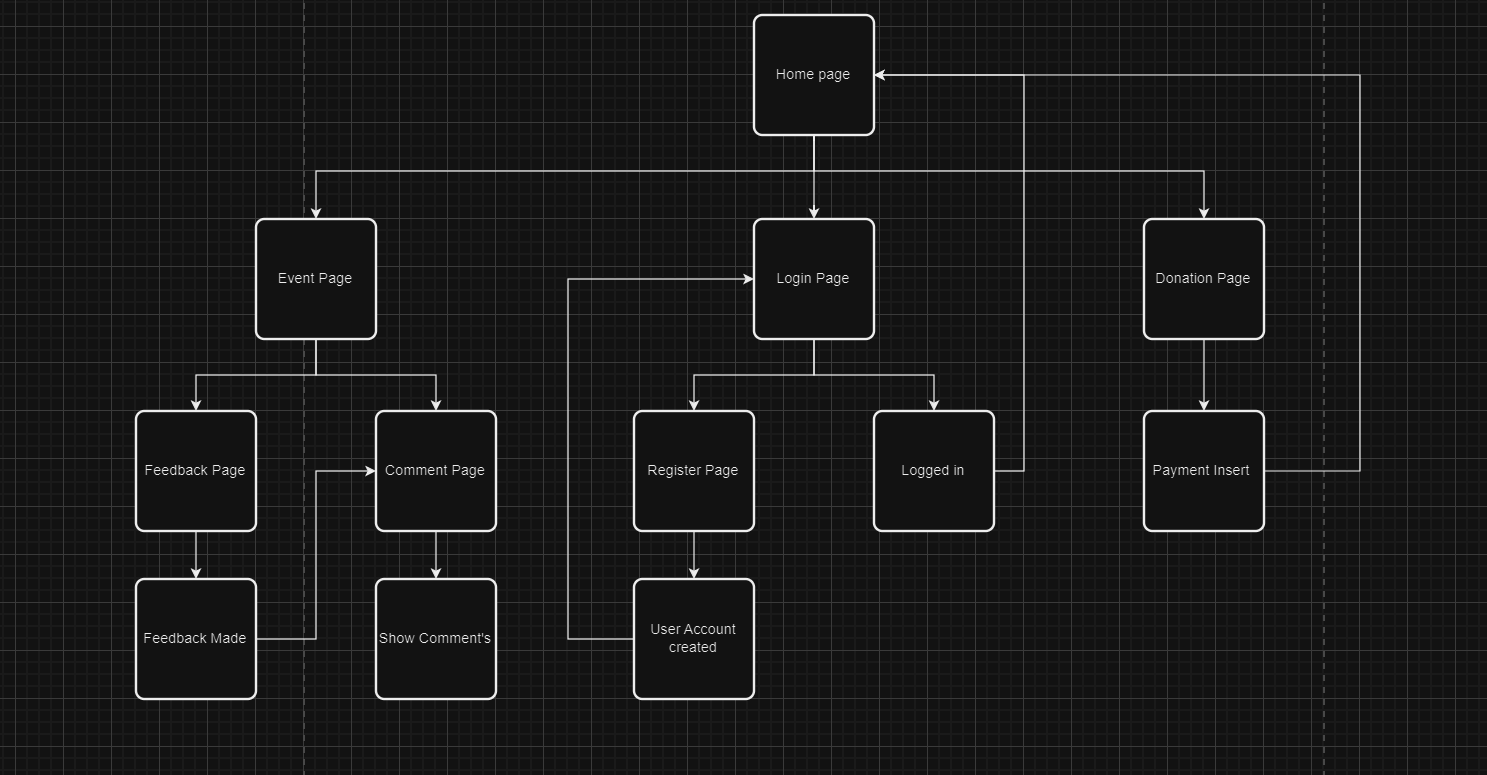 Home page
Event Page
Login Page
Donation Page
Feedback Page
Comment Page
Register Page
Logged in
Payment Insert
Feedback Made
Show Comment's
User Account
created